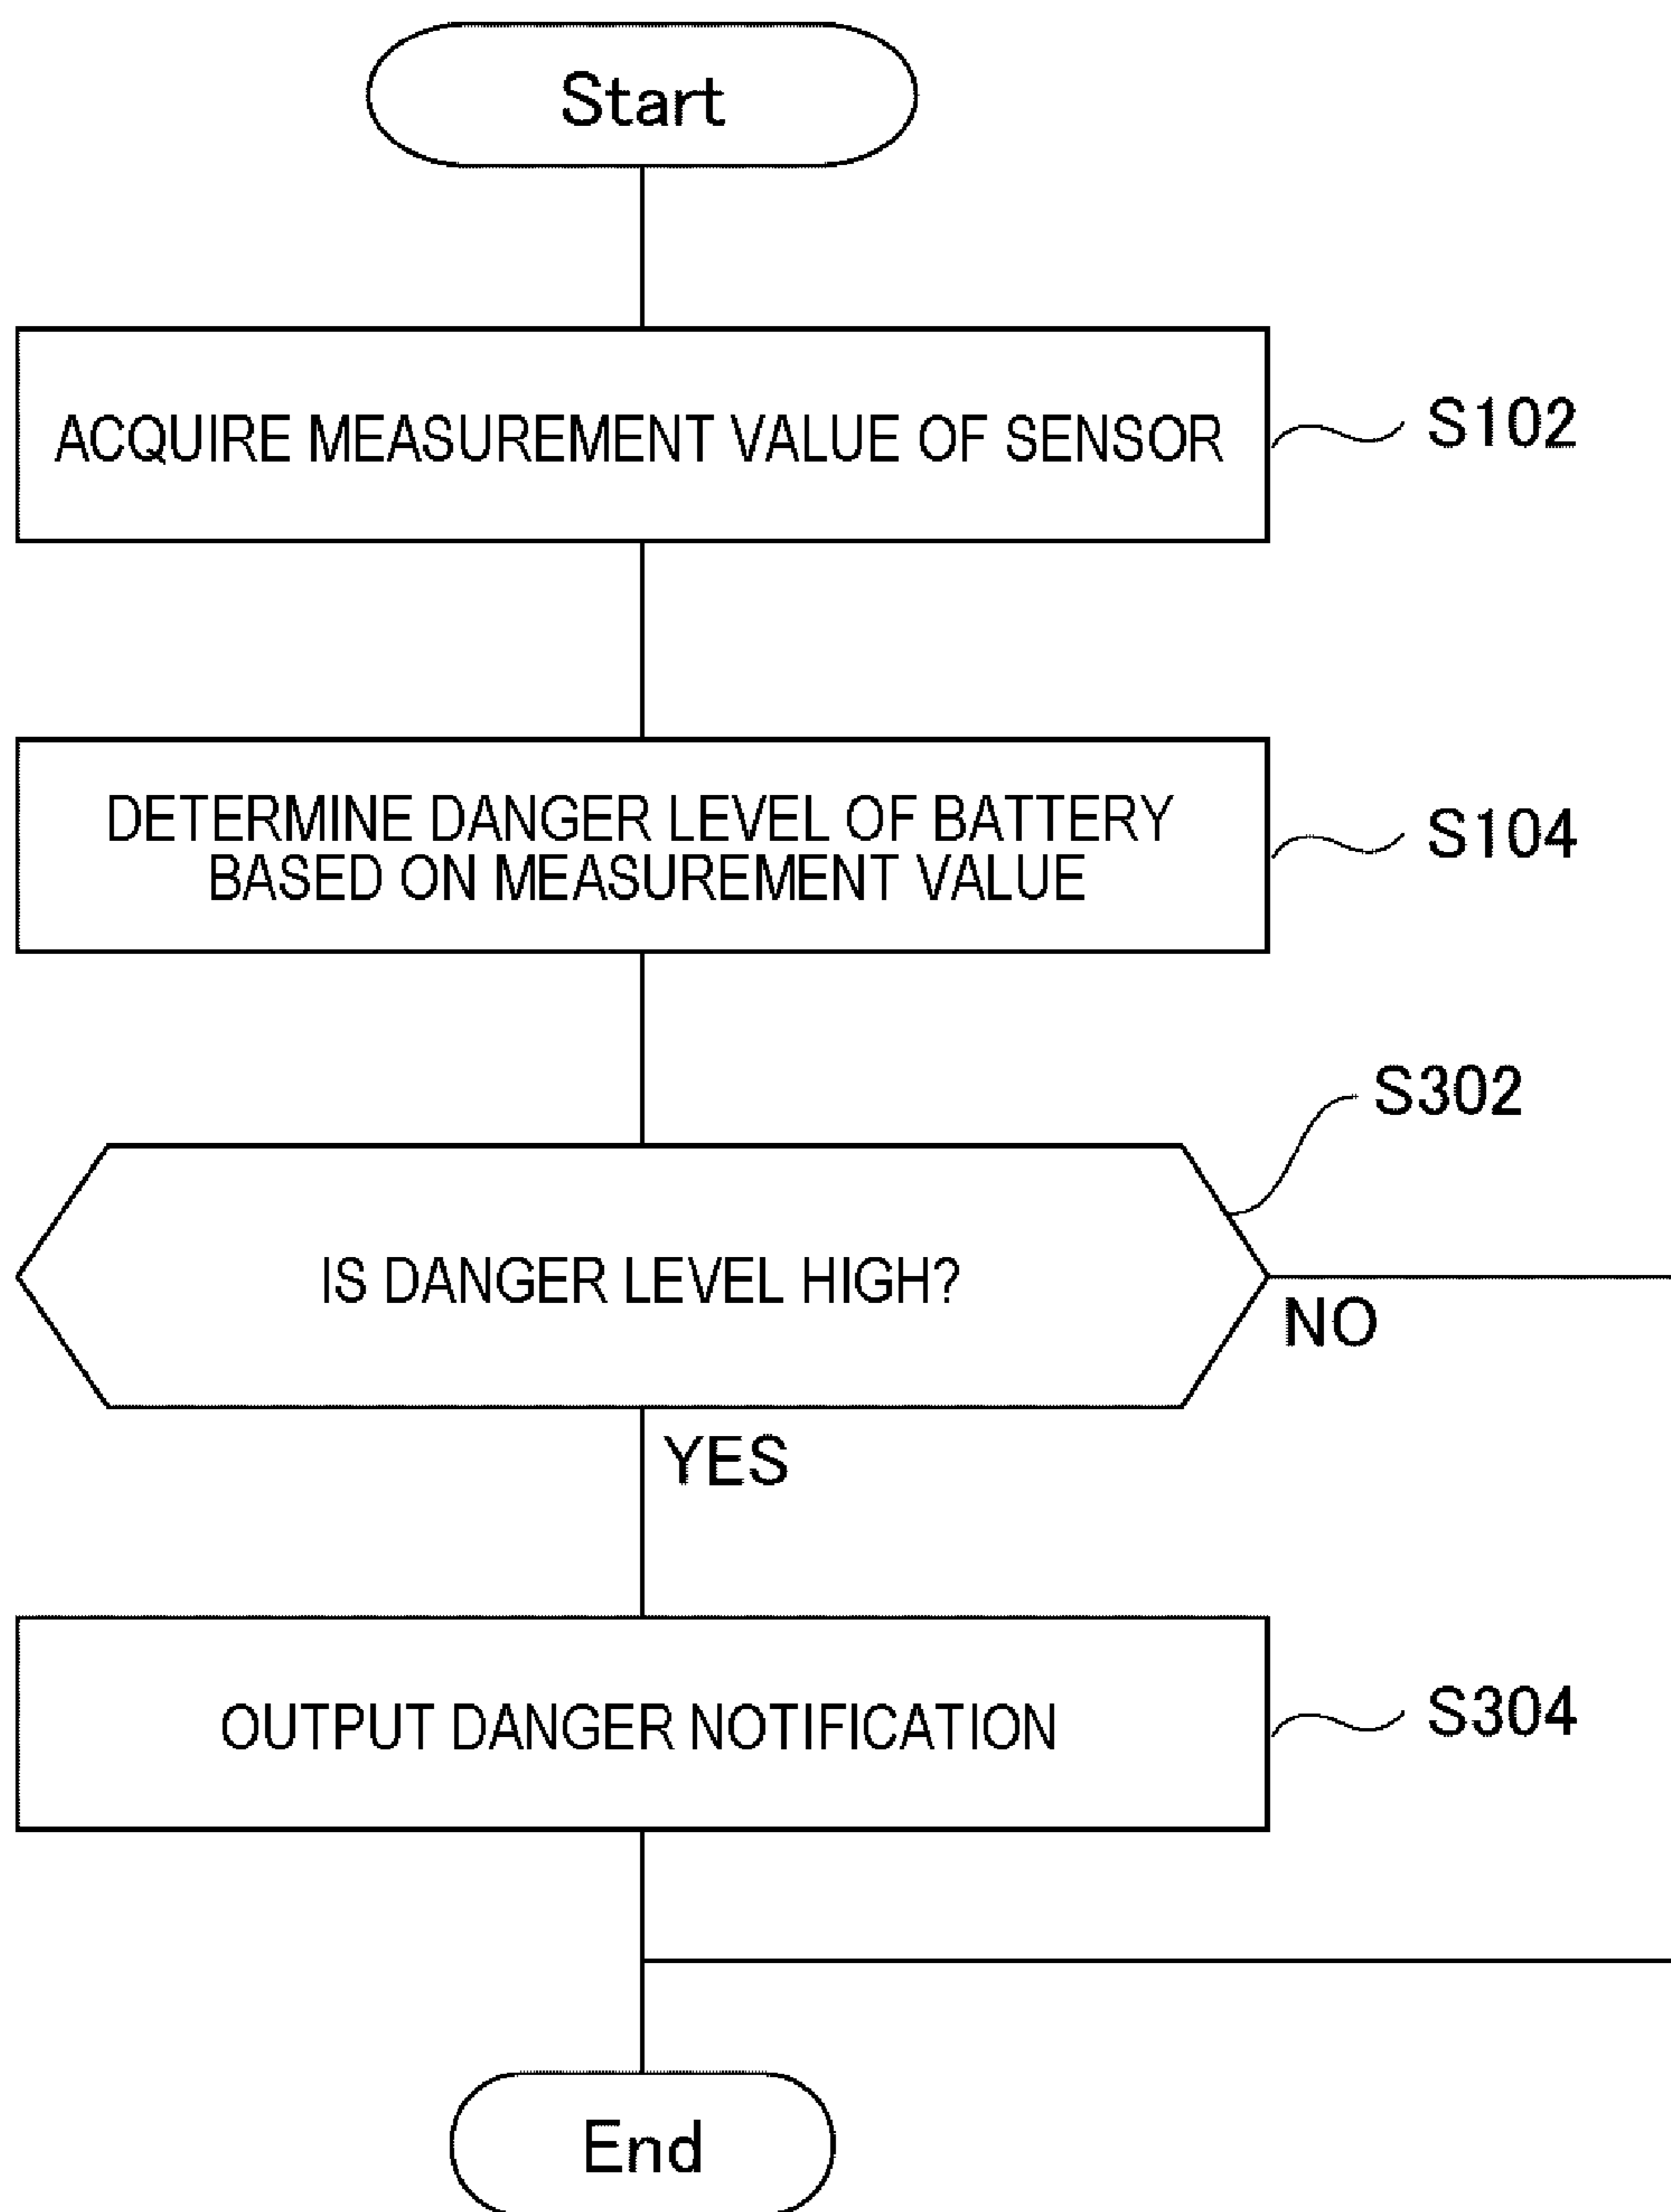 Start
ACQUIRE MEASUREMENT VALUE OF SENSOR
S102
DETERMINE DANGER LEVEL OF BATTERY
BASED ON MEASUREMENT VALUE
S104
S302
IS DANGER LEVEL HIGH?
NO
YES
OUTPUT DANGER NOTIFICATION
S304
End